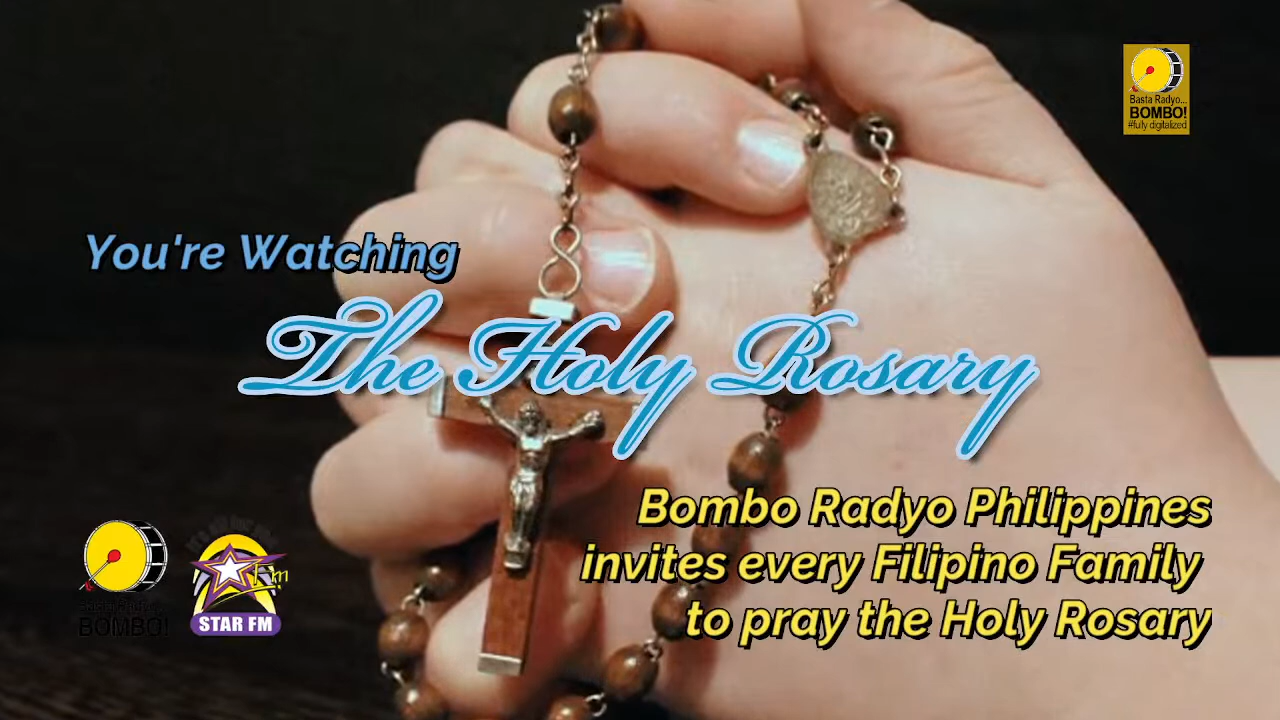 Basta Radyo...
BOMBO!
#fully digitalized
You're Watching
The Holy Rosary
Bombo Radyo Philippines
invites every Filipino Family
to pray the Holy Rosary
BOMBO!
STAR FM